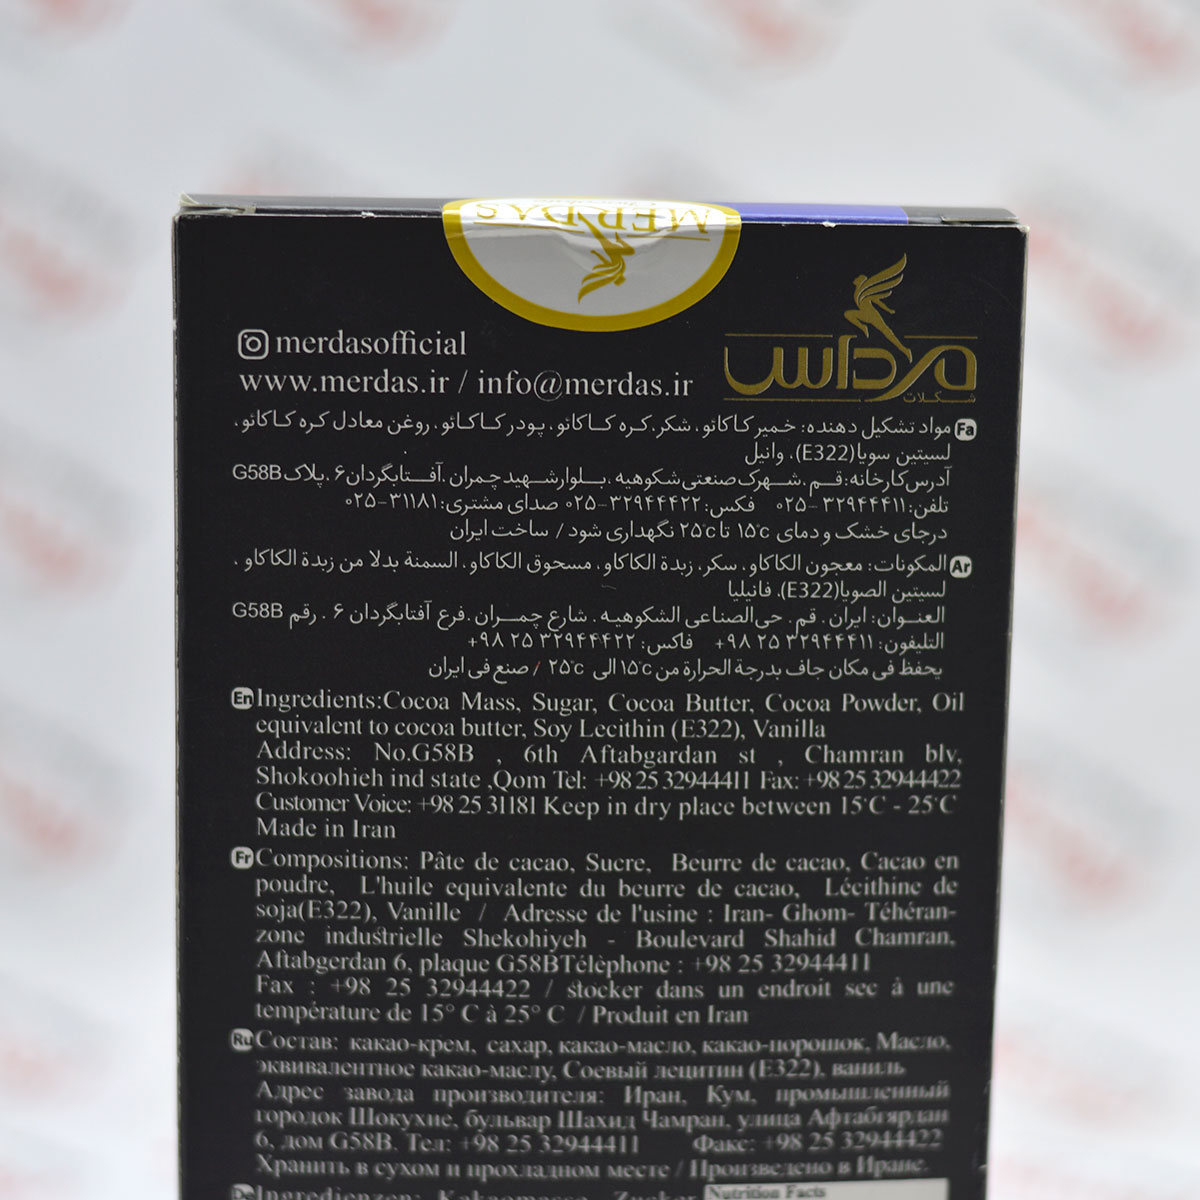 MERDAS
merdasofficial
www.merdas.ir / info@merdas.ir
مرداس
شکلات
Fa مواد تشکیل دهنده: خمیرکاکائو، شکر، کره کاکائو، پودر کاکائو، روغن معادل کره کاکائو،
لسیتین سویا(E322)، وانیل
آدرس کارخانه: قم، شهرک صنعتی شکوهیه، بلوار شهید چمران، آفتابگردان۶، پلاک G58B
تلفن: ۳۲۹۴۴۴۱۱-۰۲۵ فکس: ۳۲۹۴۴۴۲۲-۰۲۵ صدای مشتری: ۳۱۱۸۱-۰۲۵
درجای خشک و دمای ۱۵°c تا ۲۵°c نگهداری شود / ساخت ایران
Ar المکونات: معجون الکاکاو، سکر، زبدة الکاکاو، مسحوق الکاکاو، السمنة بدلا من زبدة الکاکاو،
لسیتین الصویا(E322)، فانیلیا
العنوان: ایران، قم، حی الصناعی الشکوهیه، شارع چمران، فرع آفتابگردان ۶، رقم G58B
التلیفون: ۳۲۹۴۴۴۱۱ ۲۵ ۹۸+ فاکس: ۳۲۹۴۴۴۲۲ ۲۵ ۹۸+
یحفظ فی مکان جاف بدرجة الحرارة من ۱۵°c الی ۲۵°c / صنع فی ایران
En Ingredients:Cocoa Mass, Sugar, Cocoa Butter, Cocoa Powder, Oil
equivalent to cocoa butter, Soy Lecithin (E322), Vanilla
Address: No.G58B , 6th Aftabgardan st , Chamran blv,
Shokoohieh ind state ,Qom Tel: +98 25 32944411 Fax: +98 25 32944422
Customer Voice: +98 25 31181 Keep in dry place between 15°C - 25°C
Made in Iran
Fr Compositions: Pâte de cacao, Sucre, Beurre de cacao, Cacao en
poudre, L'huile equivalente du beurre de cacao, Lécithine de
soja(E322), Vanille / Adresse de l'usine : Iran- Ghom- Téhéran-
zone industrielle Shekohiyeh - Boulevard Shahid Chamran,
Aftabgerdan 6, plaque G58BTélèphone : +98 25 32944411
Fax : +98 25 32944422 / stocker dans un endroit sec à une
température de 15° C à 25° C / Produit en Iran
Ru Состав: какао-крем, сахар, какао-масло, какао-порошок, Масло,
эквивалентное какао-маслу, Соевый лецитин (E322), ваниль
Адрес завода производителя: Иран, Кум, промышленный
городок Шокухие, бульвар Шахид Чамран, улица Афтабгярдан
6, дом G58B. Тел: +98 25 32944411 Факс: +98 25 32944422
Хранить в сухом и прохладном месте / Произведено в Иране.
De Ingredienzen: Kakaomasse, Zucker
Nutrition Facts